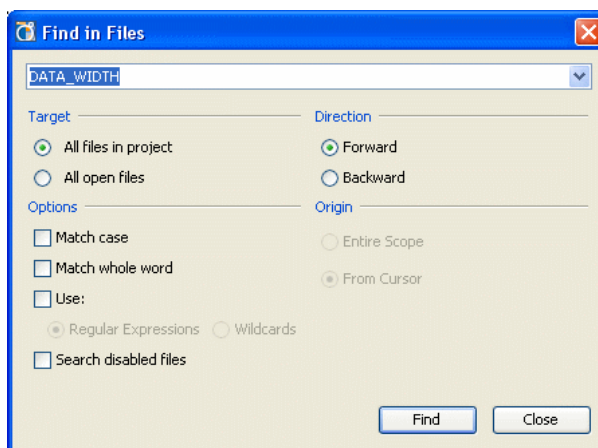 Find in Files
DATA_WIDTH
Target
Direction
All files in project
Forward
All open files
Backward
Options
Origin
Match case
Entire Scope
Match whole word
From Cursor
Use:
Regular Expressions Wildcards
Search disabled files
Find
Close